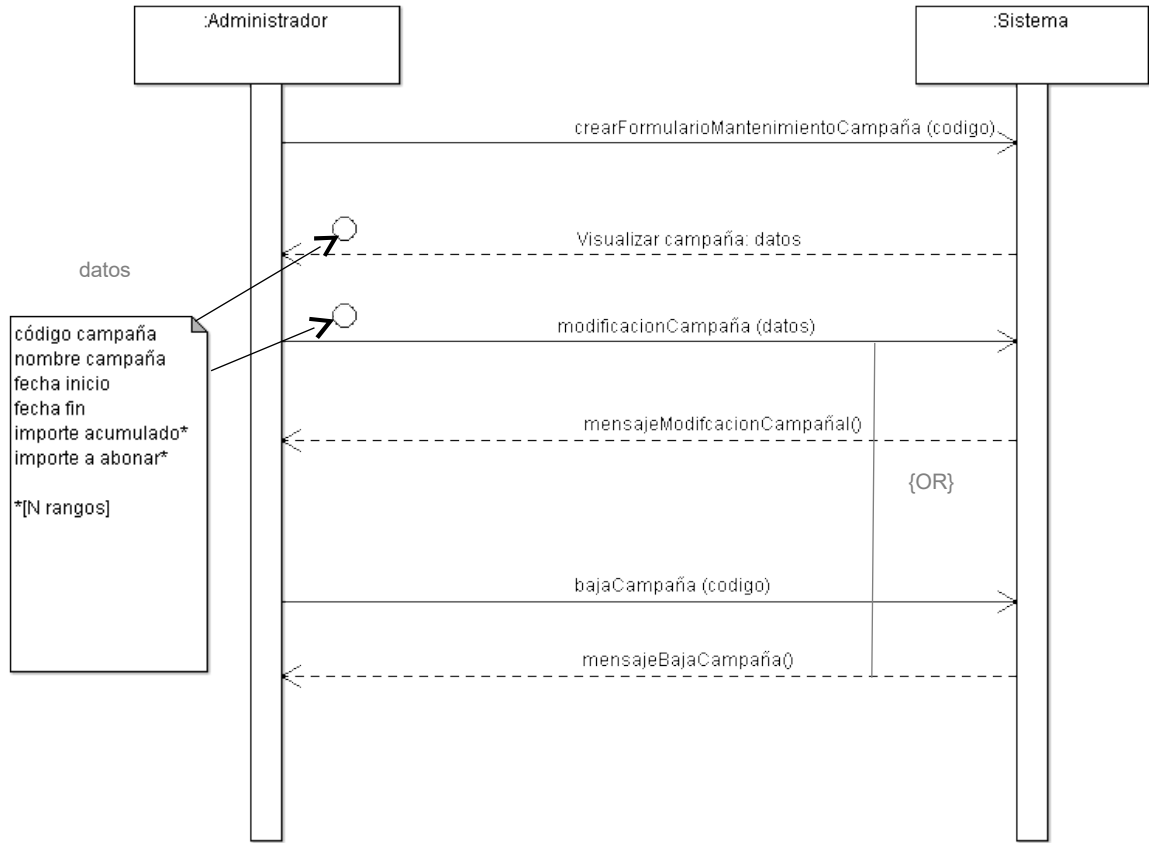 :Administrador
:Sistema
crearFormularioMantenimientoCampaña (codigo)
Visualizar campaña: datos
datos
modificacionCampaña (datos)
código campaña
nombre campaña
fecha inicio
fecha fin
importe acumulado*
importe a abonar*
*[N rangos]
mensajeModifcacionCampañaI()
{OR}
bajaCampaña (codigo)
mensajeBajaCampaña()